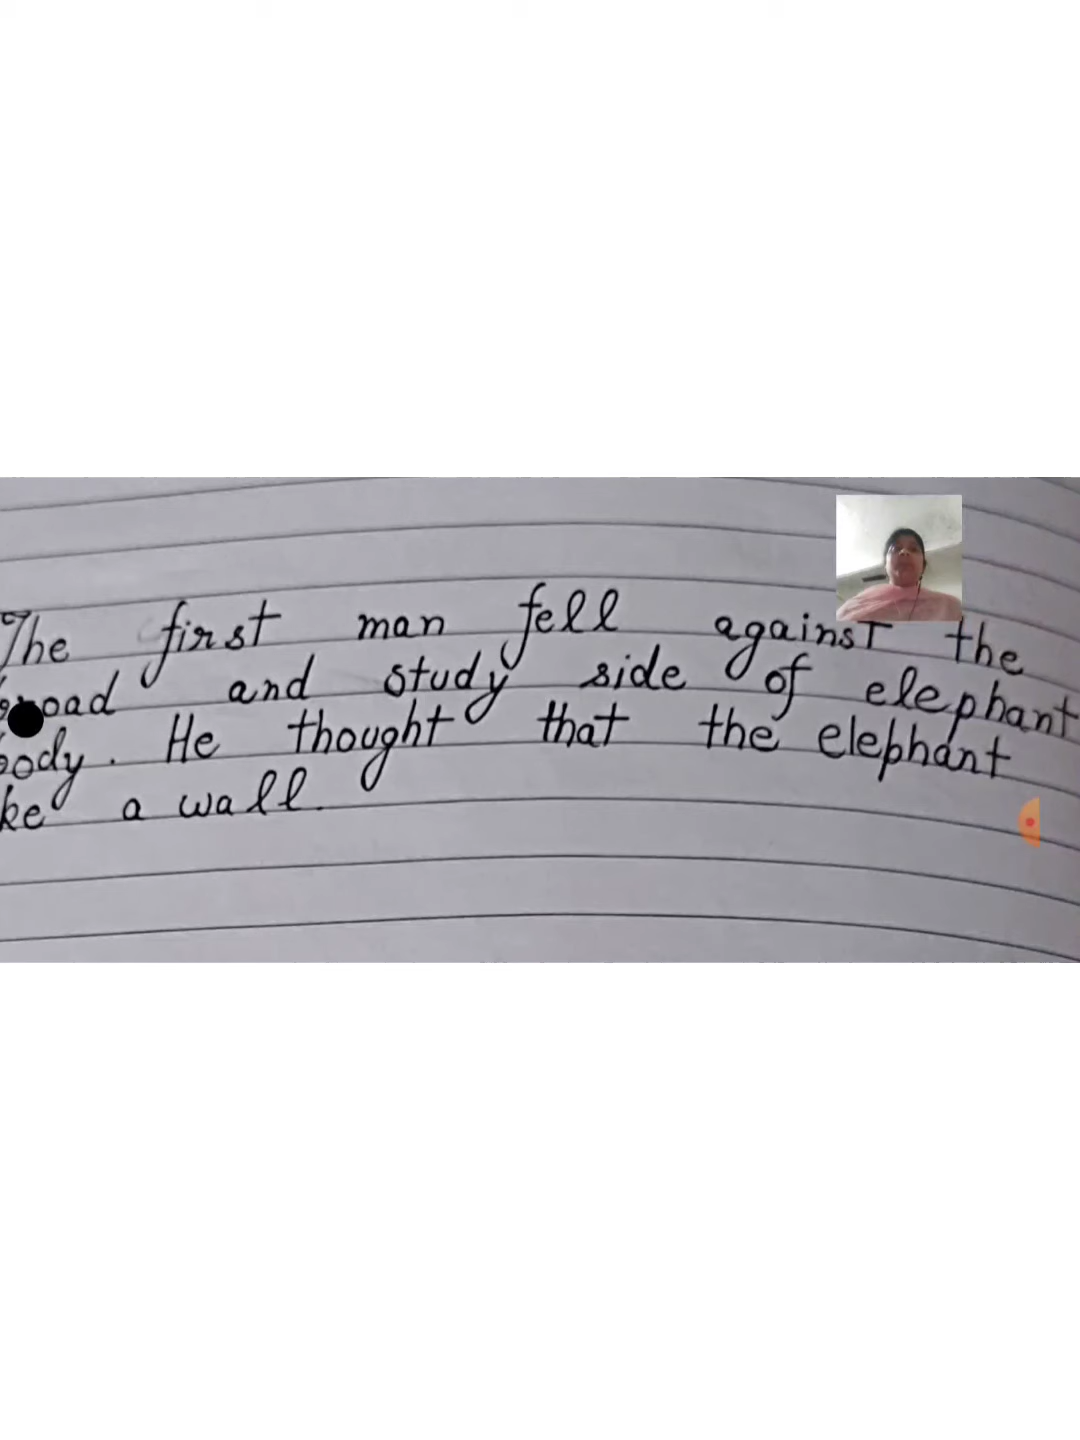 The first man fell against the
broad and study side of elephant
body. He thought that the elephant
a wall.